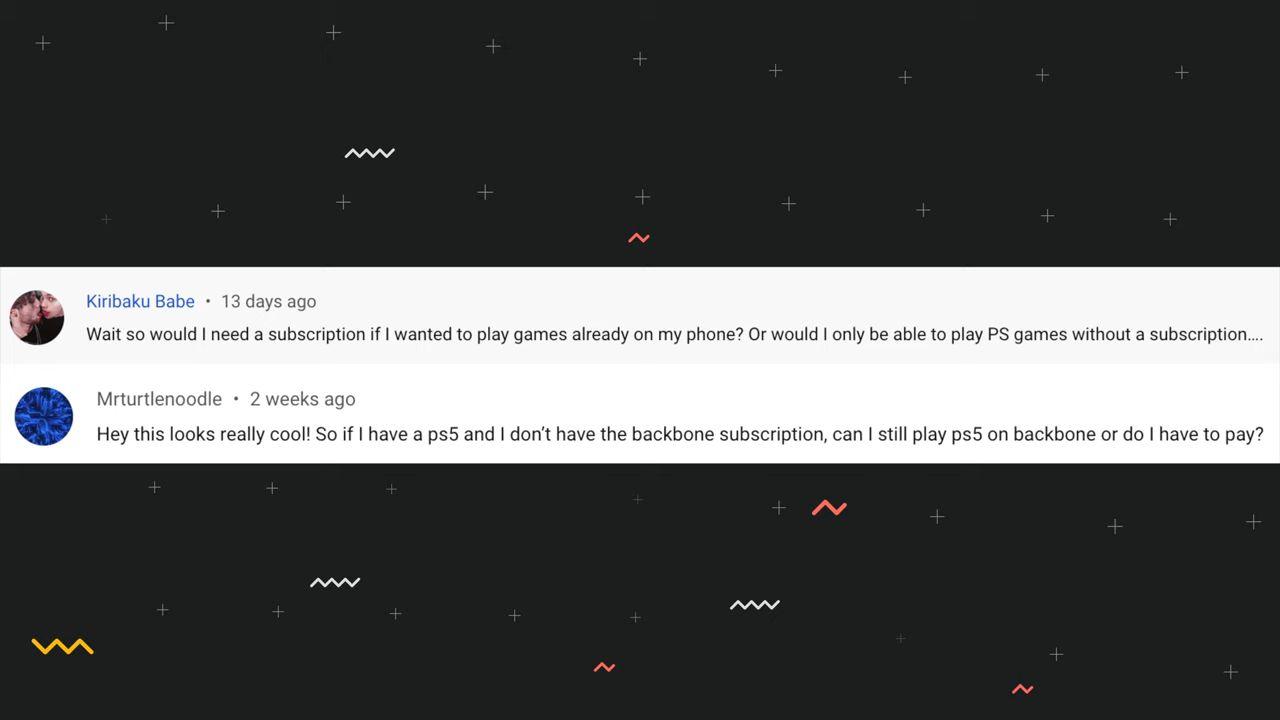 Kiribaku Babe • 13 days ago
Wait so would I need a subscription if I wanted to play games already on my phone? Or would I only be able to play PS games without a subscription....
Mrturtlenoodle • 2 weeks ago
Hey this looks really cool! So if I have a ps5 and I don’t have the backbone subscription, can I still play ps5 on backbone or do I have to pay?